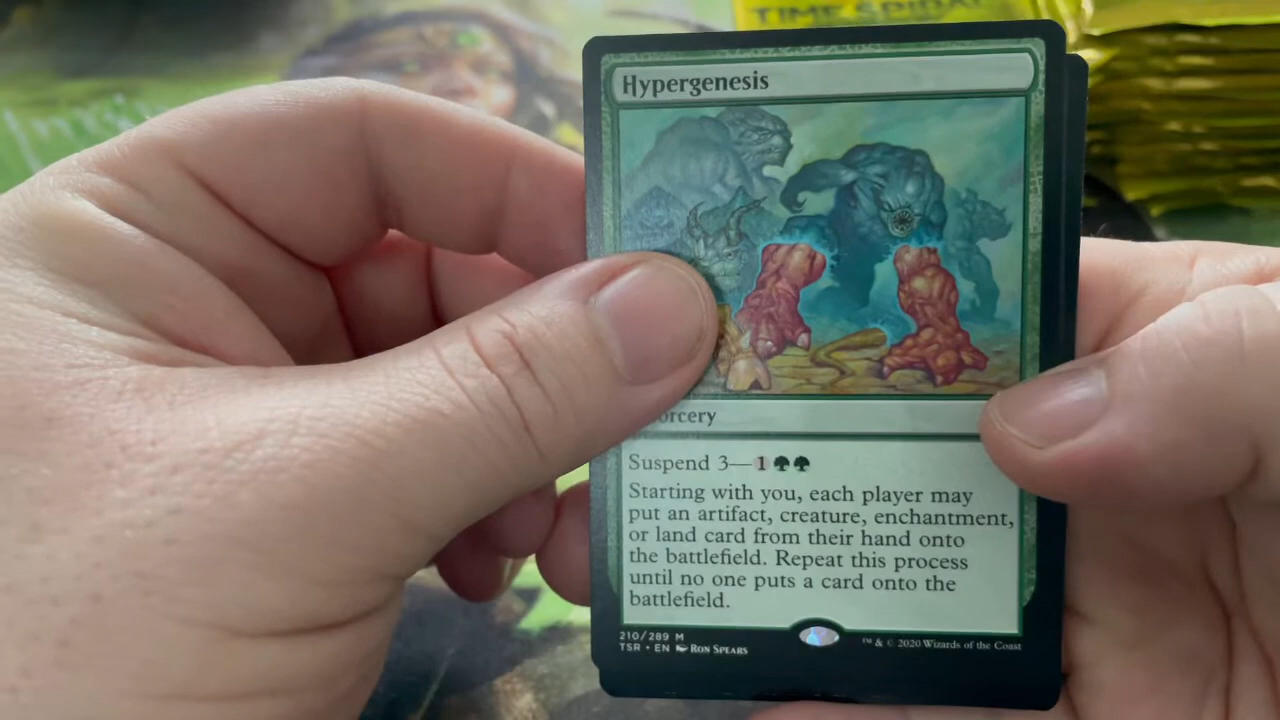 TIME SPIRAL
Hypergenesis
orcery
Suspend 3—1
Starting with you, each player may
put an artifact, creature, enchantment,
or land card from their hand onto
the battlefield. Repeat this process
until no one puts a card onto the
battlefield.
210/289 M
TSR • EN RON SPEARS
™ & © 2020 Wizards of the Coast